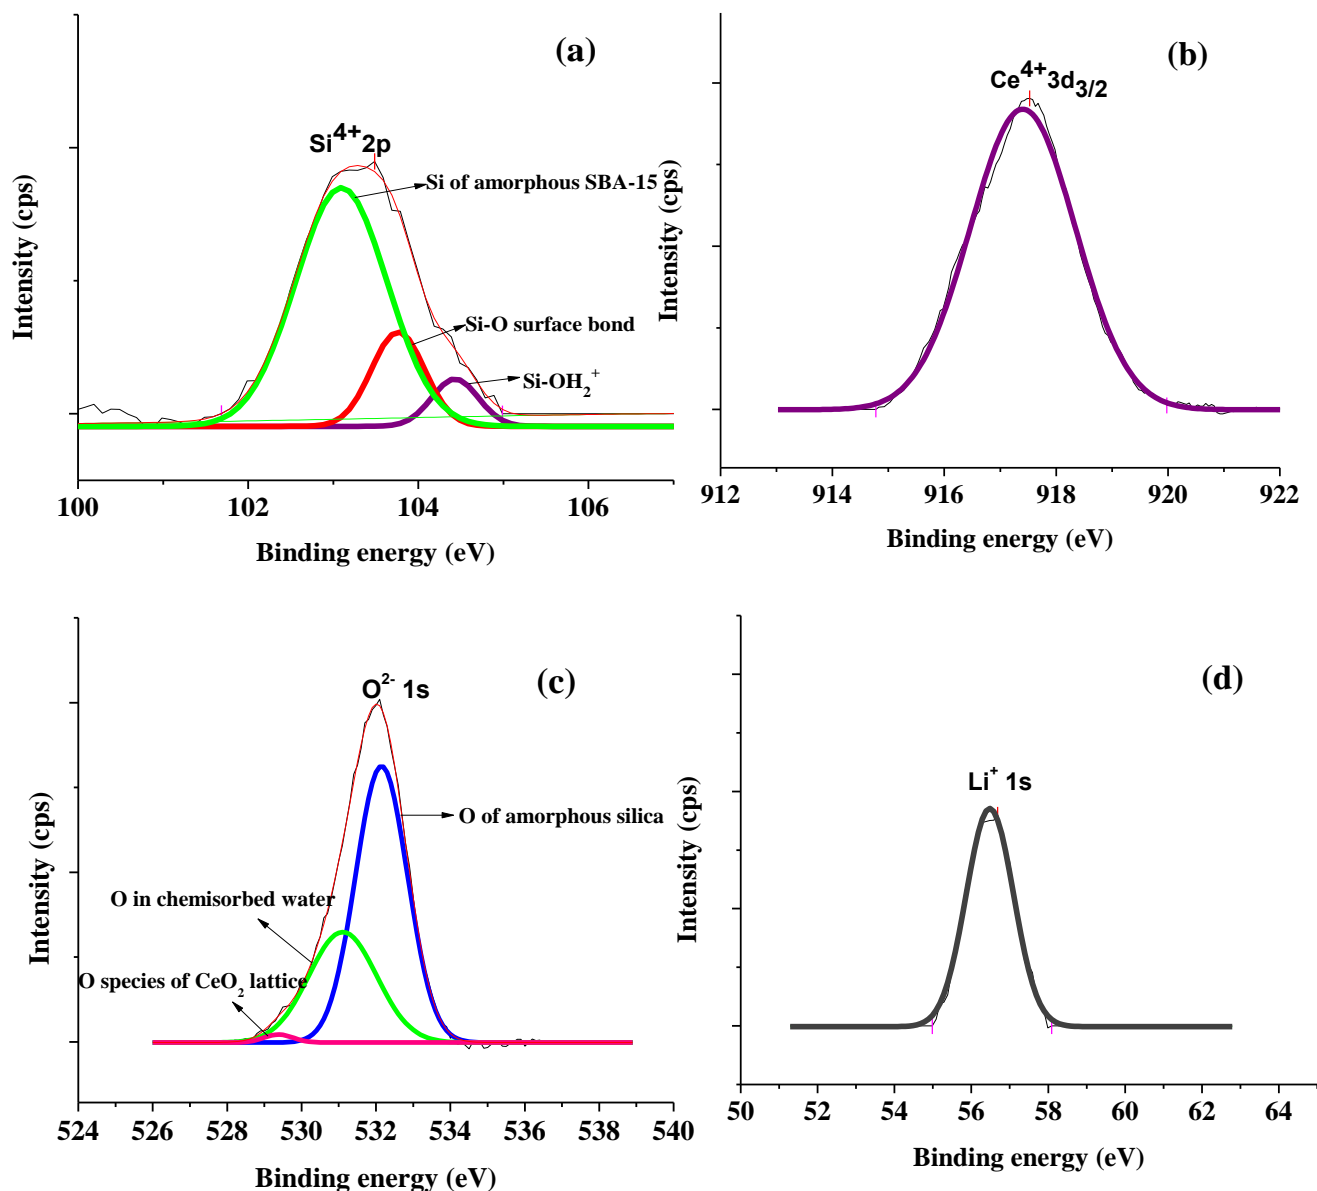 (a)
Si4+2p
Si of amorphous SBA-15
Si-O surface bond
Si-OH2+
Intensity (cps)
100 102 104 106
Binding energy (eV)
(b)
Ce4+3d3/2
Intensity (cps)
912 914 916 918 920 922
Binding energy (eV)
(c)
O2- 1s
O of amorphous silica
O in chemisorbed water
O species of CeO2 lattice
Intensity (cps)
524 526 528 530 532 534 536 538 540
Binding energy (eV)
(d)
Li+ 1s
Intensity (cps)
50 52 54 56 58 60 62 64
Binding energy (eV)